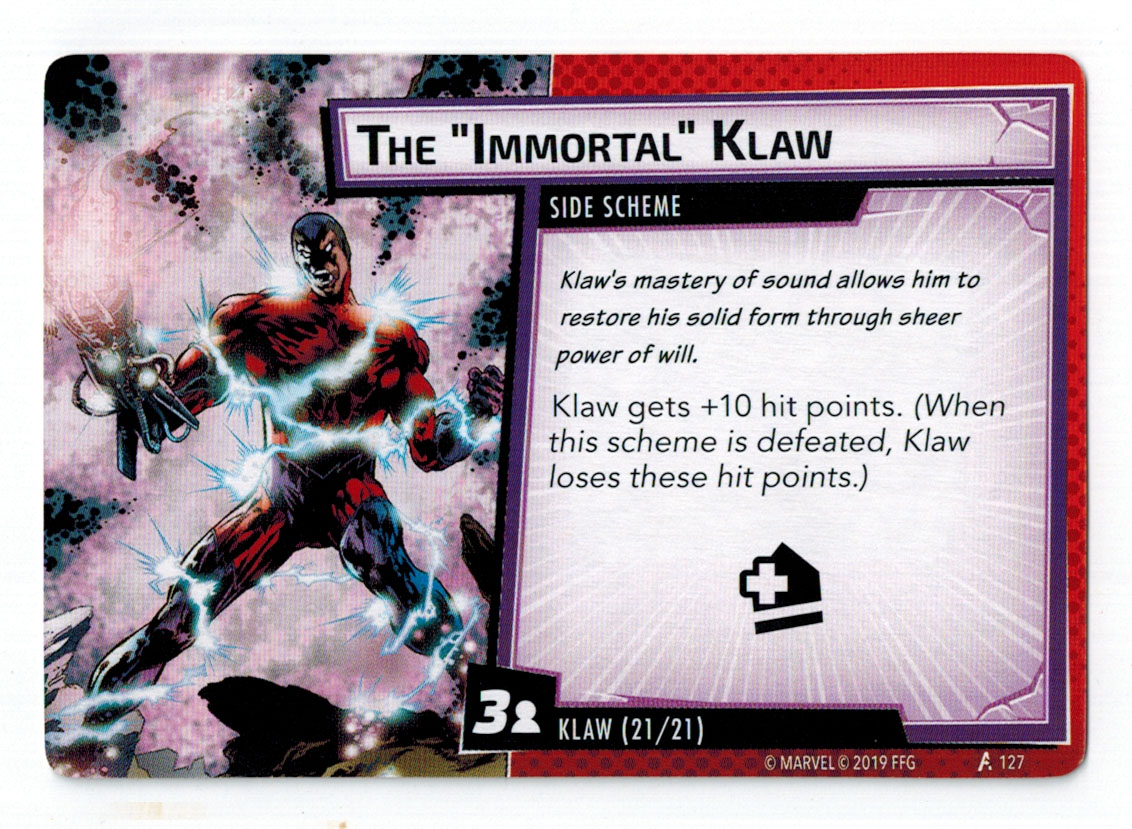 THE "IMMORTAL" KLAW
SIDE SCHEME
Klaw's mastery of sound allows him to
restore his solid form through sheer
power of will.
Klaw gets +10 hit points. (When
this scheme is defeated, Klaw
loses these hit points.)
3
KLAW (21/21)
© MARVEL © 2019 FFG
127